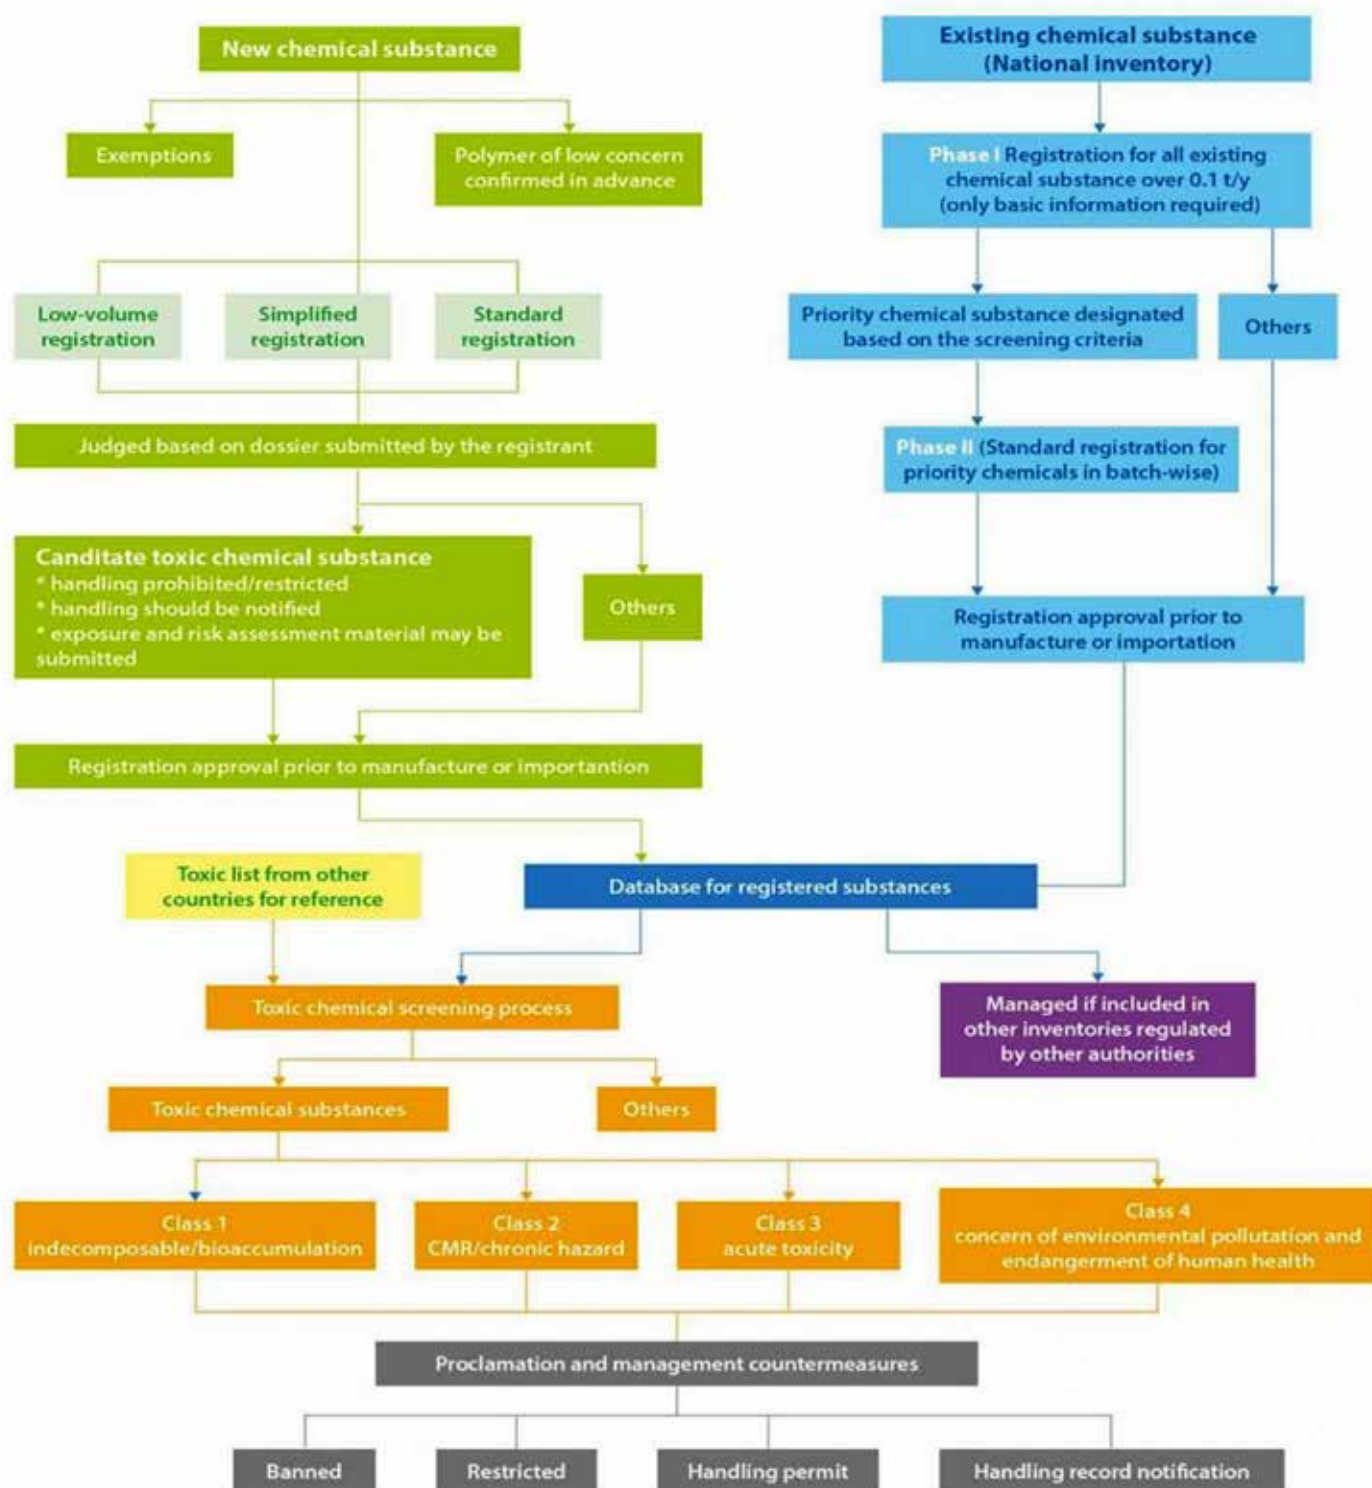 New chemical substance
Exemptions
Polymer of low concern
confirmed in advance
Low-volume
registration
Simplified
registration
Standard
registration
Judged based on dossier submitted by the registrant
Canditate toxic chemical substance
* handling prohibited/restricted
* handling should be notified
* exposure and risk assessment material may be
submitted
Others
Registration approval prior to manufacture or importantion
Existing chemical substance
(National inventory)
Phase I Registration for all existing
chemical substance over 0.1 t/y
(only basic information required)
Priority chemical substance designated
based on the screening criteria
Others
Phase II (Standard registration for
priority chemicals in batch-wise)
Registration approval prior to
manufacture or importation
Toxic list from other
countries for reference
Database for registered substances
Toxic chemical screening process
Managed if included in
other inventories regulated
by other authorities
Toxic chemical substances
Others
Class 1
indecomposable/bioaccumulation
Class 2
CMR/chronic hazard
Class 3
acute toxicity
Class 4
concern of environmental pollutation and
endangerment of human health
Proclamation and management countermeasures
Banned
Restricted
Handling permit
Handling record notification